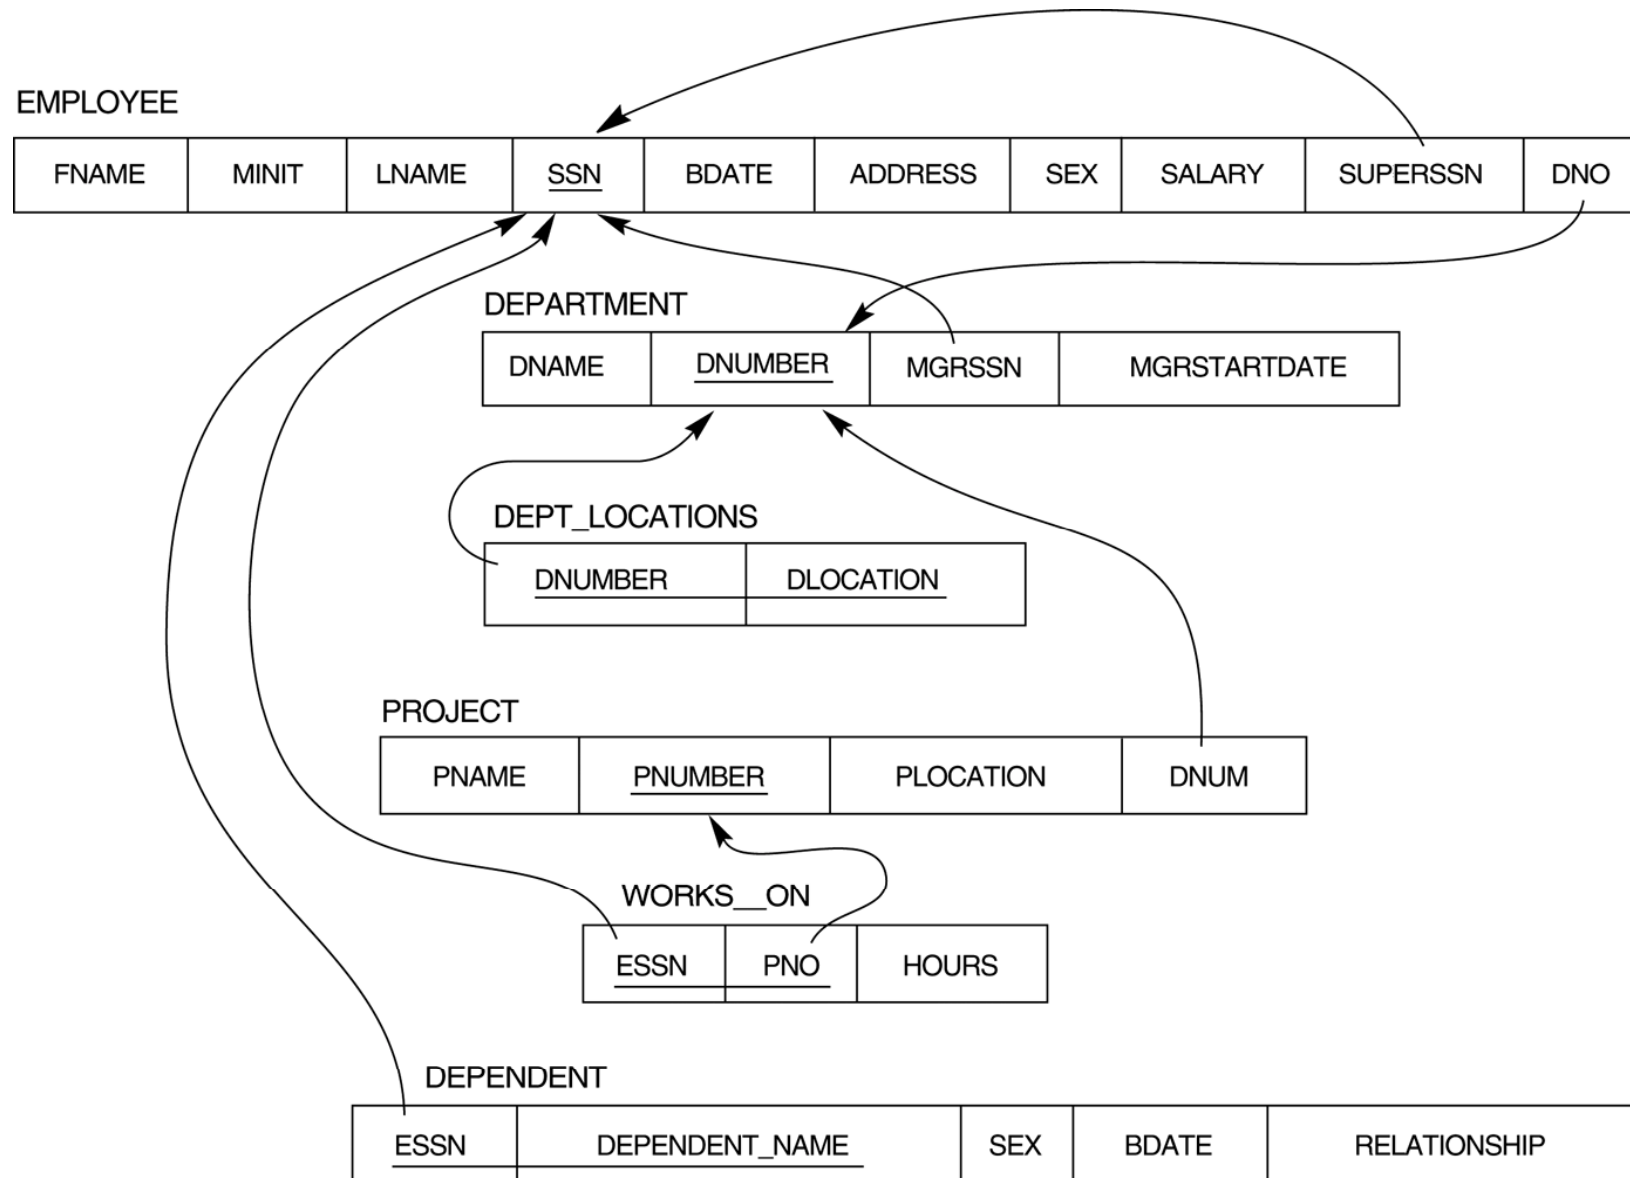 EMPLOYEE
FNAME MINIT LNAME SSN BDATE ADDRESS SEX SALARY SUPERSSN DNO
DEPARTMENT
DNAME DNUMBER MGRSSN MGRSTARTDATE
DEPT_LOCATIONS
DNUMBER DLOCATION
PROJECT
PNAME PNUMBER PLOCATION DNUM
WORKS__ON
ESSN PNO HOURS
DEPENDENT
ESSN DEPENDENT_NAME SEX BDATE RELATIONSHIP